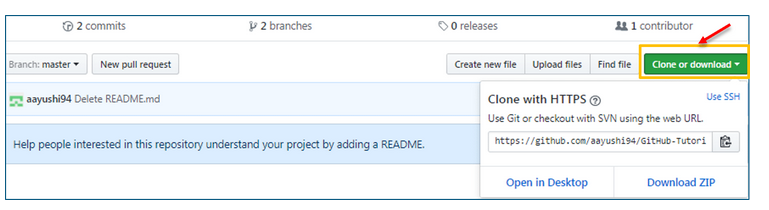 2 commits 2 branches 0 releases 1 contributor
Branch: master New pull request Create new file Upload files Find file Clone or download
aayushi94 Delete README.md
Clone with HTTPS Use SSH
Use Git or checkout with SVN using the web URL.
Help people interested in this repository understand your project by adding a README.
https://github.com/aayushi94/GitHub-Tutori
Open in Desktop Download ZIP